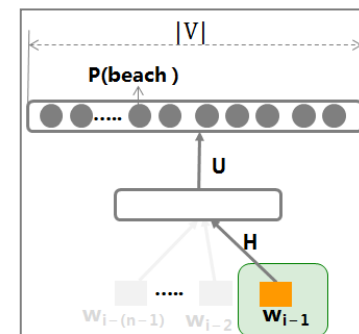 |V|
P(beach )
.....
U
H
.....
w_{i-(n-1)} w_{i-2} w_{i-1}